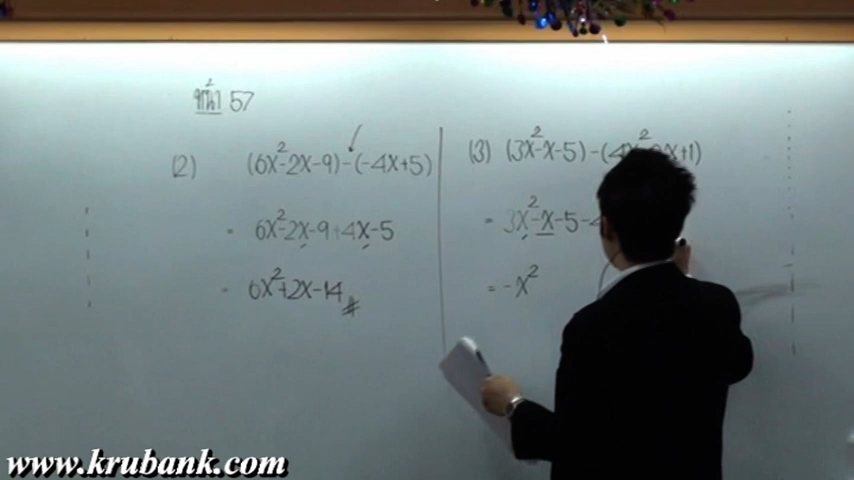 หน้า 57
(2) (6x²-2x-9)-(-4x+5)
= 6x²-2x-9+4x-5
= 6x²+2x-14 #
(3) (3x²-x-5)-(4x² x+1)
= 3x²-x-5-4
= -x²
www.krubank.com